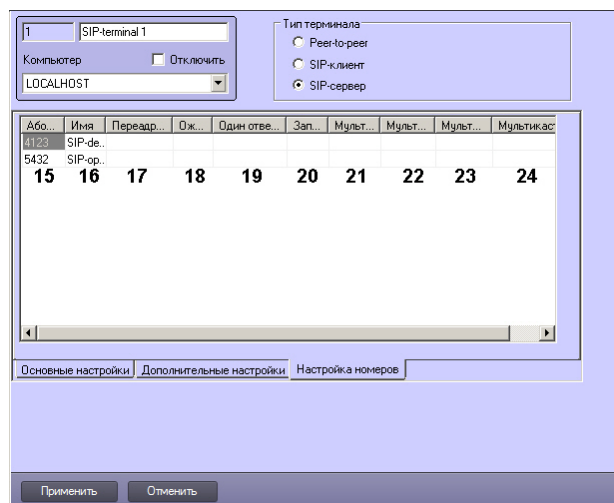 1 SIP-terminal 1
Тип терминала
Peer-to-peer
Компьютер Отключить
SIP-клиент
LOCALHOST
SIP-сервер
Або... Имя Переадр... Ож... Один отве... Зап... Мульт... Мульт... Мульт... Мультикаст
4123 SIP-de..
5432 SIP-op..
15 16 17 18 19 20 21 22 23 24
Основные настройки Дополнительные настройки Настройка номеров
Применить Отменить